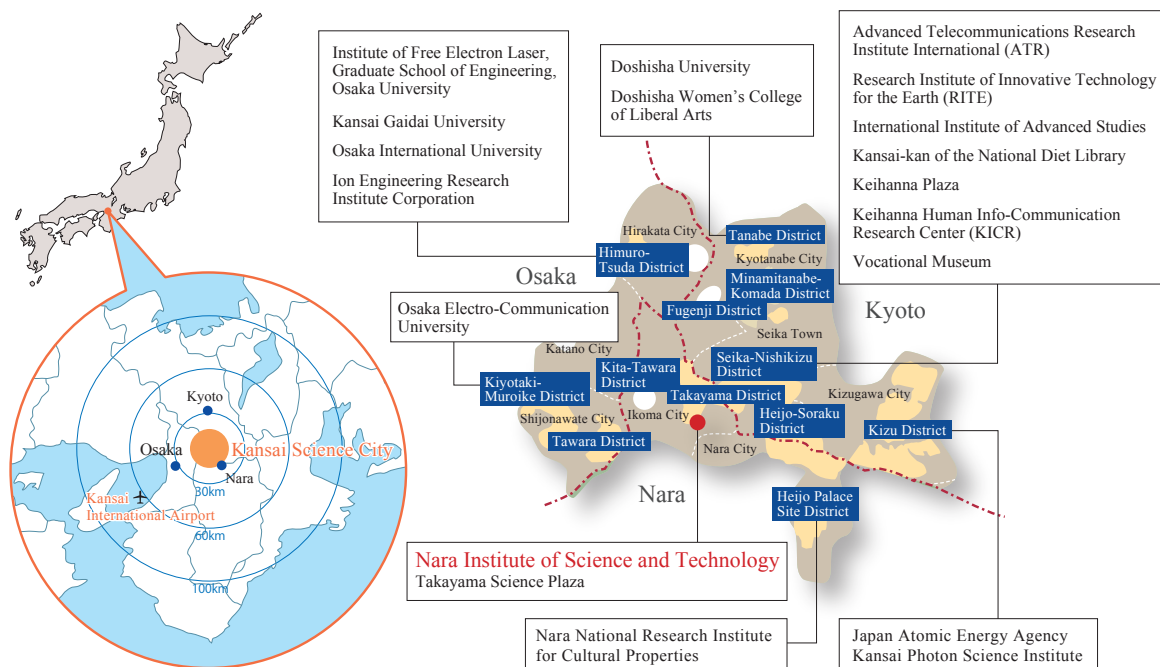 Institute of Free Electron Laser,
Graduate School of Engineering,
Osaka University
Kansai Gaidai University
Osaka International University
Ion Engineering Research
Institute Corporation
Doshisha University
Doshisha Women's College
of Liberal Arts
Advanced Telecommunications Research
Institute International (ATR)
Research Institute of Innovative Technology
for the Earth (RITE)
International Institute of Advanced Studies
Kansai-kan of the National Diet Library
Keihanna Plaza
Keihanna Human Info-Communication
Research Center (KICR)
Vocational Museum
Osaka Electro-Communication
University
Hirakata City
Tanabe District
Kyotanabe City
Himuro-
Tsuda District
Osaka
Minamitanabe-
Komada District
Fugenji District
Kyoto
Seika Town
Katano City
Seika-Nishikizu
District
Kita-Tawara
District
Kiyotaki-
Muroike District
Takayama District
Kizugawa City
Shijonawate City
Ikoma City
Heijo-Soraku
District
Kizu District
Tawara District
Nara City
Nara
Heijo Palace
Site District
Kyoto
Osaka
Kansai Science City
Nara
30km
Kansai
International Airport
60km
100km
Nara Institute of Science and Technology
Takayama Science Plaza
Nara National Research Institute
for Cultural Properties
Japan Atomic Energy Agency
Kansai Photon Science Institute